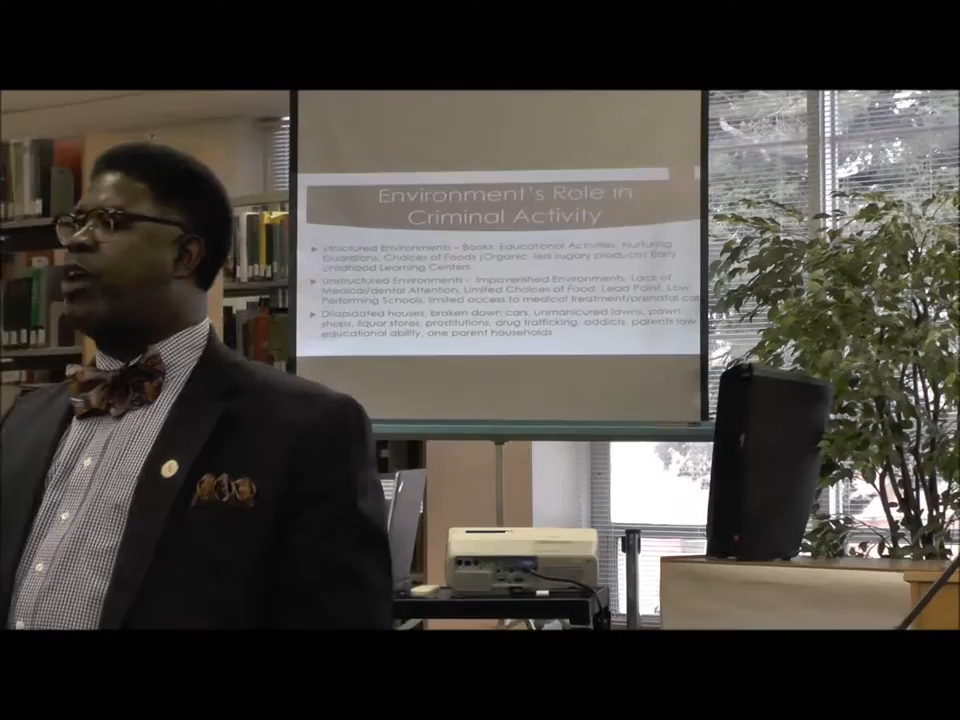 Environment's Role in
Criminal Activity
Structured Environments – Books, Educational Activities, Nurturing
Guardians, Choices of Foods (Organic, less sugary products) Early
childhood Learning Centers.
Unstructured Environments - Impoverished Environments, Lack of
Medical/dental Attention, Limited Choices of Food, Lead Paint, Low
Performing Schools, limited access to medical treatment/prenatal car
Dilapidated houses, broken down cars, unmanicured lawns, pawn
shops, liquor stores, prostitutions, drug trafficking, addicts, parents law
educational ability, one parent households